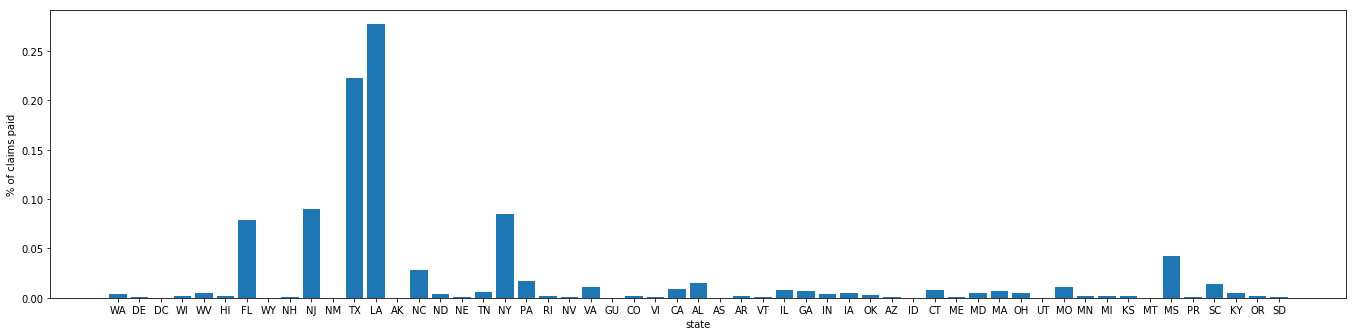 0.25
0.20
0.15
0.10
0.05
0.00
% of claims paid
WA DE DC WI WV HI FL WY NH NJ NM TX LA AK NC ND NE TN NY PA RI NV VA GU CO VI CA AL AS AR VT IL GA IN IA OK AZ ID CT ME MD MA OH UT MO MN MI KS MT MS PR SC KY OR SD
state